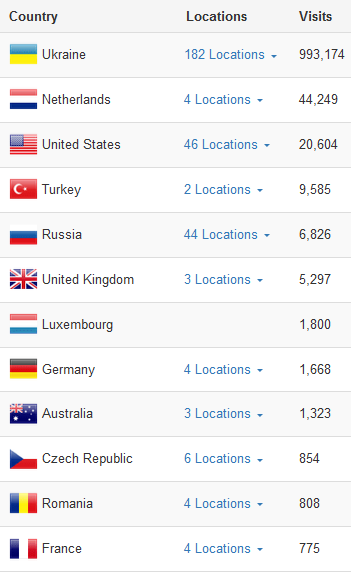 Country Locations Visits
Ukraine 182 Locations 993,174
Netherlands 4 Locations 44,249
United States 46 Locations 20,604
Turkey 2 Locations 9,585
Russia 44 Locations 6,826
United Kingdom 3 Locations 5,297
Luxembourg 1,800
Germany 4 Locations 1,668
Australia 3 Locations 1,323
Czech Republic 6 Locations 854
Romania 4 Locations 808
France 4 Locations 775